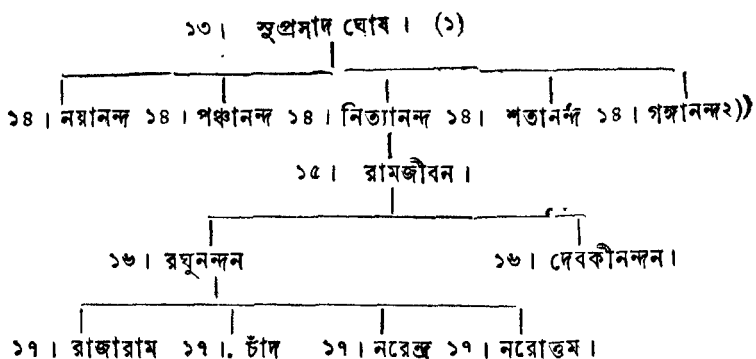 ১৩। সুপ্রসাদ ঘোষ। (১)
১৪। নয়ানন্দ ১৪। পঞ্চানন্দ ১৪। নিত্যানন্দ ১৪। শতানন্দ ১৪। গঙ্গানন্দ২))
১৫। রামজীবন।
১৬। রঘুনন্দন ১৬। দেবকীনন্দন।
১৭। রাজারাম ১৭। চাঁদ ১৭। নরেন্দ্র ১৭। নরোত্তম।